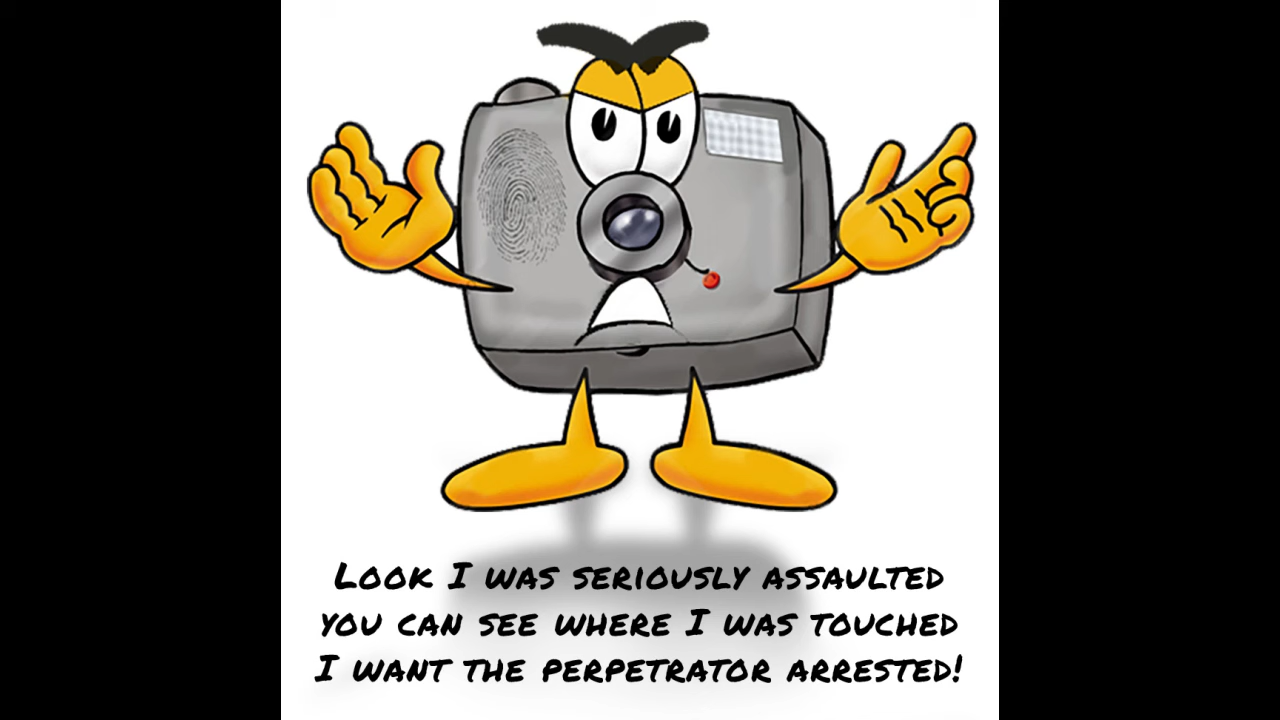 Look I was seriously assaulted
you can see where I was touched
I want the perpetrator arrested!